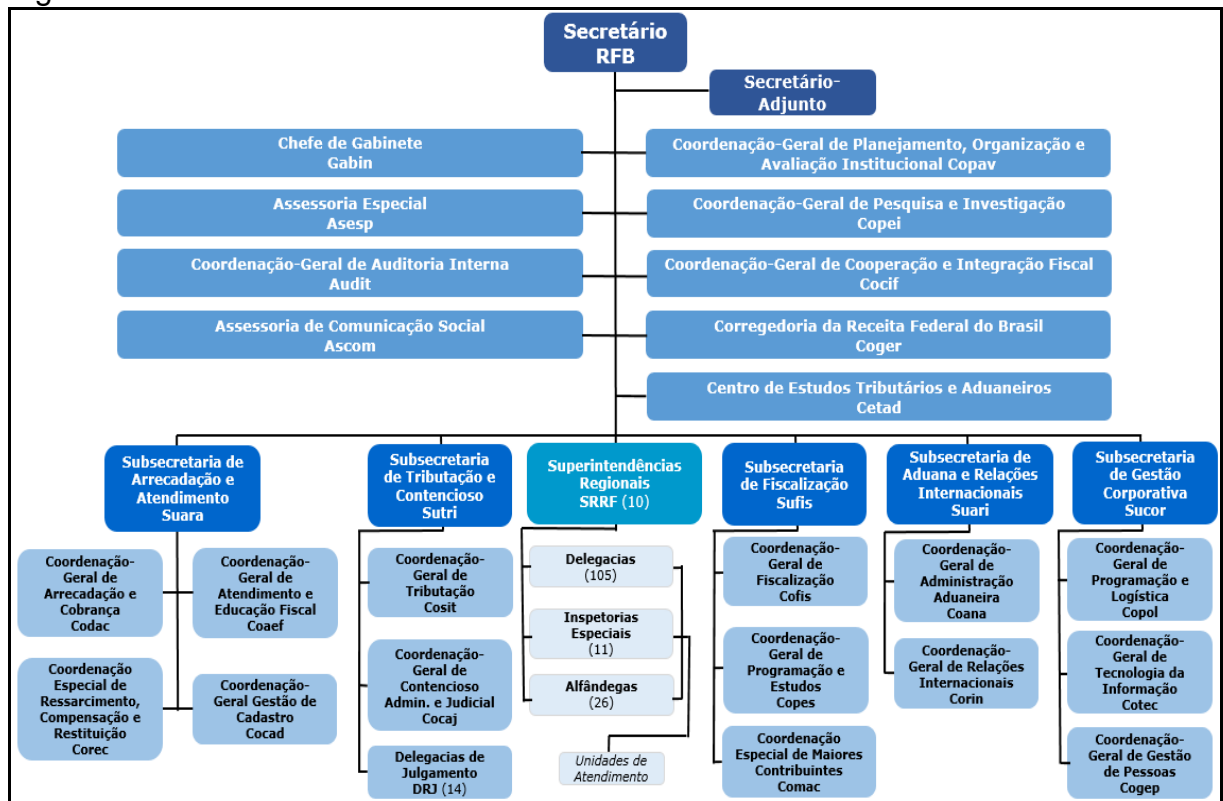 Secretário
RFB
Secretário-
Adjunto
Chefe de Gabinete
Gabin
Coordenação-Geral de Planejamento, Organização e
Avaliação Institucional Copav
Assessoria Especial
Asesp
Coordenação-Geral de Pesquisa e Investigação
Copei
Coordenação-Geral de Auditoria Interna
Audit
Coordenação-Geral de Cooperação e Integração Fiscal
Cocif
Assessoria de Comunicação Social
Ascom
Corregedoria da Receita Federal do Brasil
Coger
Centro de Estudos Tributários e Aduaneiros
Cetad
Subsecretaria de
Arrecadação e
Atendimento
Suara
Subsecretaria
de Tributação e
Contencioso
Sutri
Superintendências
Regionais
SRRF (10)
Subsecretaria
de Fiscalização
Sufis
Subsecretaria de
Aduana e Relações
Internacionais
Suari
Subsecretaria
de Gestão
Corporativa
Sucor
Coordenação-
Geral de
Arrecadação e
Cobrança
Codac
Coordenação-
Geral de
Atendimento e
Educação Fiscal
Coaef
Coordenação
Especial de
Ressarcimento,
Compensação e
Restituição
Corec
Coordenação-
Geral Gestão de
Cadastro
Cocad
Coordenação-
Geral de
Tributação
Cosit
Coordenação-
Geral de
Contencioso
Admin. e Judicial
Cocaj
Delegacias de
Julgamento
DRJ (14)
Delegacias
(105)
Inspetorias
Especiais
(11)
Alfândegas
(26)
Unidades de
Atendimento
Coordenação-
Geral de
Fiscalização
Cofis
Coordenação-
Geral de
Programação e
Estudos
Copes
Coordenação
Especial de Maiores
Contribuintes
Comac
Coordenação-
Geral de
Administração
Aduaneira
Coana
Coordenação-
Geral de Relações
Internacionais
Corin
Coordenação-
Geral de
Programação e
Logística
Copol
Coordenação-
Geral de
Tecnologia da
Informação
Cotec
Coordenação-
Geral de Gestão
de Pessoas
Cogep